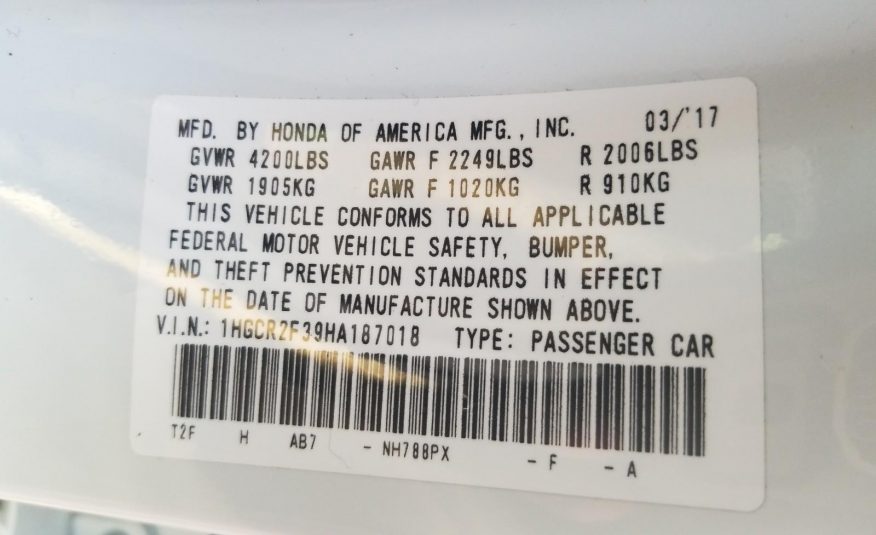 MFD. BY HONDA OF AMERICA MFG., INC. 03/'17
GVWR 4200LBS GAWR F 2249LBS R 2006LBS
GVWR 1905KG GAWR F 1020KG R 910KG
THIS VEHICLE CONFORMS TO ALL APPLICABLE
FEDERAL MOTOR VEHICLE SAFETY, BUMPER,
AND THEFT PREVENTION STANDARDS IN EFFECT
ON THE DATE OF MANUFACTURE SHOWN ABOVE.
V.I.N.: 1HGCR2F39HA187018 TYPE: PASSENGER CAR
T2F H AB7 - NH788PX - F - A